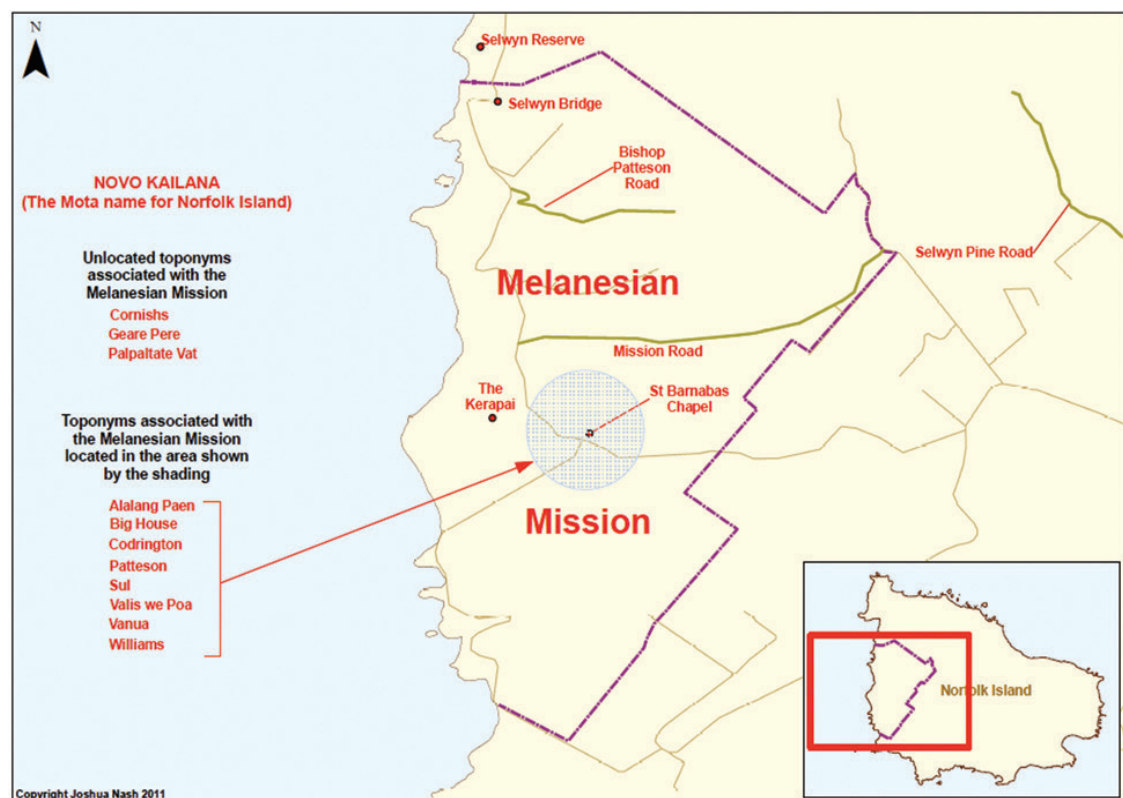 N
Selwyn Reserve
Selwyn Bridge
Bishop
Patteson
Road
NOVO KAILANA
(The Mota name for Norfolk Island)
Selwyn Pine Road
Unlocated toponyms
associated with the
Melanesian Mission
Cornishs
Geare Pere
Palpaltate Vat
Melanesian
Mission Road
The
Kerapai
St Barnabas
Chapel
Toponyms associated with
the Melanesian Mission
located in the area shown
by the shading
Alalang Paen
Big House
Codrington
Patteson
Sul
Valis we Poa
Vanua
Williams
Mission
Norfolk Island
Copyright Joshua Nash 2011